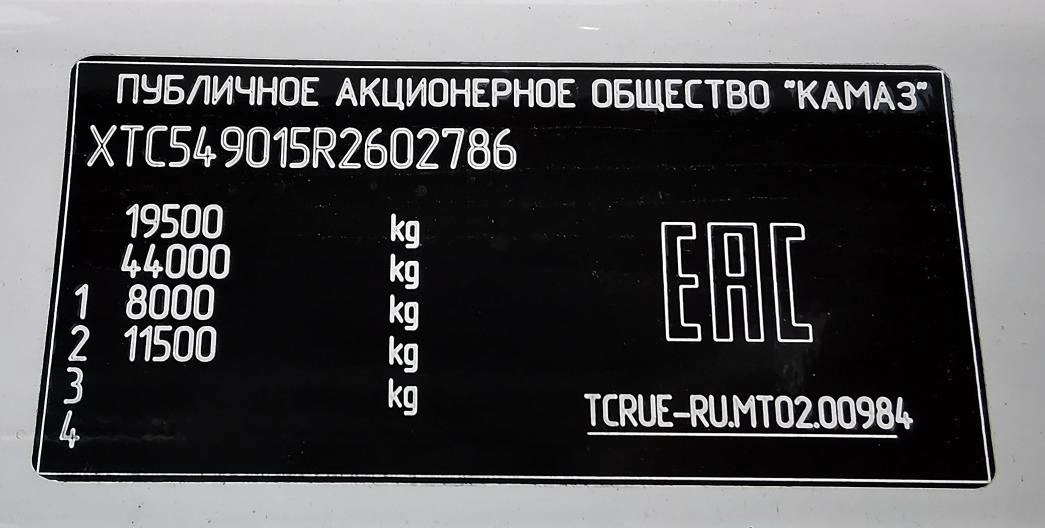 ПУБЛИЧНОЕ АКЦИОНЕРНОЕ ОБЩЕСТВО "КАМАЗ"
XTC549015R2602786
19500 kg
44000 kg
1 8000 kg
2 11500 kg
3 kg
4
EAC
TCRUE-RU.MT02.00984